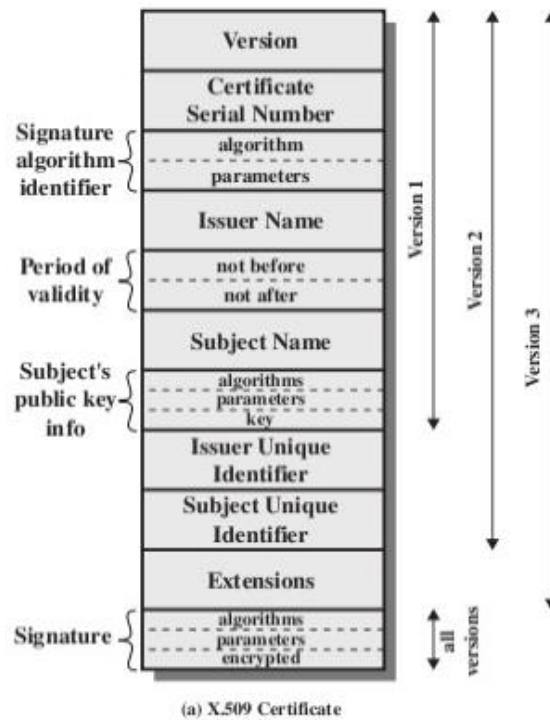 Version
Certificate
Serial Number
Signature
algorithm
identifier
algorithm
parameters
Issuer Name
Period of
validity
not before
not after
Subject Name
Subject's
public key
info
algorithms
parameters
key
Issuer Unique
Identifier
Subject Unique
Identifier
Extensions
Signature
algorithms
parameters
encrypted
Version 1
Version 2
Version 3
all
versions
(a) X.509 Certificate